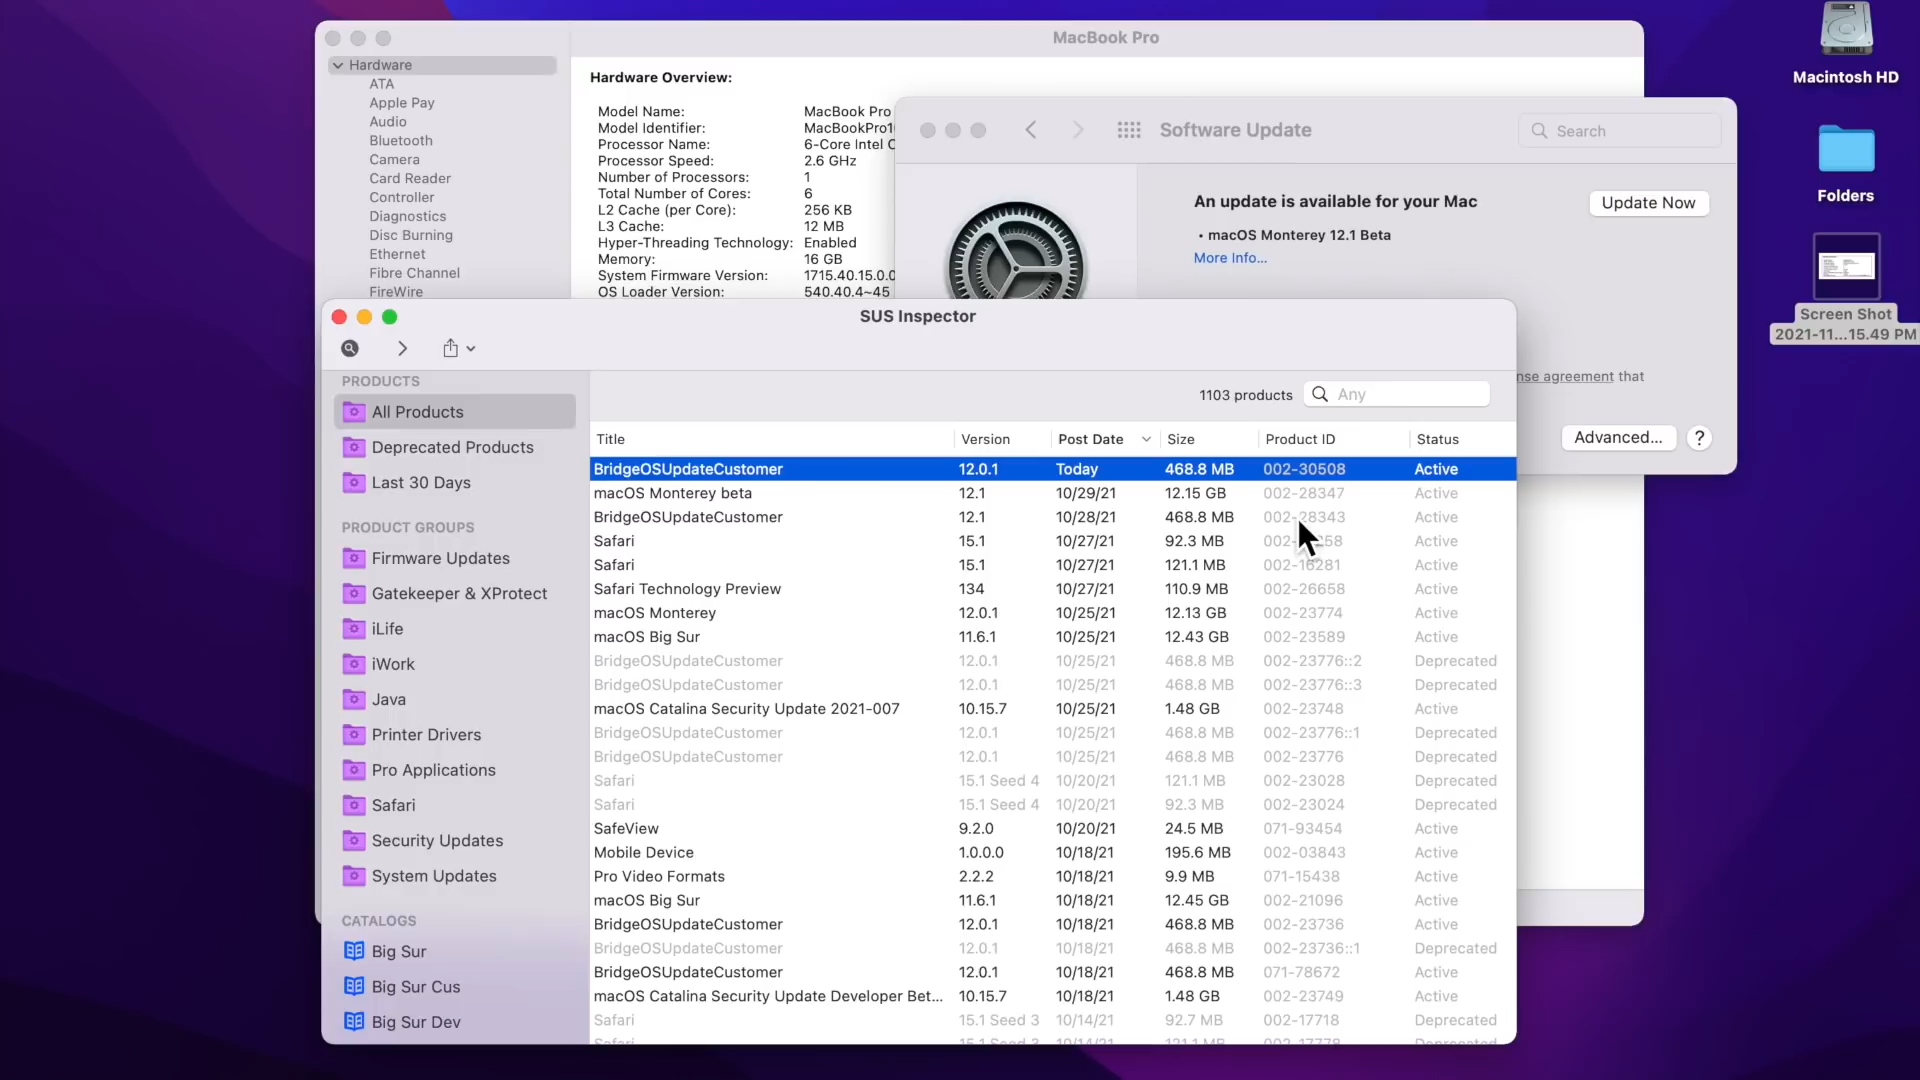 MacBook Pro
Hardware
ATA
Apple Pay
Audio
Bluetooth
Camera
Card Reader
Controller
Diagnostics
Disc Burning
Ethernet
Fibre Channel
FireWire
Hardware Overview:
Model Name: MacBook Pro
Model Identifier:
Processor Name: 6-Core Intel
Processor Speed: 2.6 GHz
Number of Processors: 1
Total Number of Cores: 6
L2 Cache (per Core): 256 KB
L3 Cache: 12 MB
Hyper-Threading Technology: Enabled
Memory: 16 GB
System Firmware Version: 1715.40.15.0.0
OS Loader Version: 540.40.4~45
Software Update
Search
An update is available for your Mac
Update Now
• macOS Monterey 12.1 Beta
More Info...
nse agreement that
Advanced...
?
Macintosh HD
Folders
Screen Shot
2021-11...15.49 PM
SUS Inspector
PRODUCTS
All Products
Deprecated Products
Last 30 Days
PRODUCT GROUPS
Firmware Updates
Gatekeeper & XProtect
iLife
iWork
Java
Printer Drivers
Pro Applications
Safari
Security Updates
System Updates
CATALOGS
Big Sur
Big Sur Cus
Big Sur Dev
1103 products
Any
Title Version Post Date Size Product ID Status
BridgeOSUpdateCustomer 12.0.1 Today 468.8 MB 002-30508 Active
macOS Monterey beta 12.1 10/29/21 12.15 GB 002-28347 Active
BridgeOSUpdateCustomer 12.1 10/28/21 468.8 MB 002-28343 Active
Safari 15.1 10/27/21 92.3 MB Active
Safari 15.1 10/27/21 121.1 MB 002-16281 Active
Safari Technology Preview 134 10/27/21 110.9 MB 002-26658 Active
macOS Monterey 12.0.1 10/25/21 12.13 GB 002-23774 Active
macOS Big Sur 11.6.1 10/25/21 12.43 GB 002-23589 Active
BridgeOSUpdateCustomer 12.0.1 10/25/21 468.8 MB 002-23776::2 Deprecated
BridgeOSUpdateCustomer 12.0.1 10/25/21 468.8 MB 002-23776::3 Deprecated
macOS Catalina Security Update 2021-007 10.15.7 10/25/21 1.48 GB 002-23748 Active
BridgeOSUpdateCustomer 12.0.1 10/25/21 468.8 MB 002-23776::1 Deprecated
BridgeOSUpdateCustomer 12.0.1 10/25/21 468.8 MB 002-23776 Deprecated
Safari 15.1 Seed 4 10/20/21 121.1 MB 002-23028 Deprecated
Safari 15.1 Seed 4 10/20/21 92.3 MB 002-23024 Deprecated
SafeView 9.2.0 10/20/21 24.5 MB 071-93454 Active
Mobile Device 1.0.0.0 10/18/21 195.6 MB 002-03843 Active
Pro Video Formats 2.2.2 10/18/21 9.9 MB 071-15438 Active
macOS Big Sur 11.6.1 10/18/21 12.45 GB 002-21096 Active
BridgeOSUpdateCustomer 12.0.1 10/18/21 468.8 MB 002-23736 Active
BridgeOSUpdateCustomer 12.0.1 10/18/21 468.8 MB 002-23736::1 Deprecated
BridgeOSUpdateCustomer 12.0.1 10/18/21 468.8 MB 071-78672 Active
macOS Catalina Security Update Developer Bet... 10.15.7 10/18/21 1.48 GB 002-23749 Active
Safari 15.1 Seed 3 10/14/21 92.7 MB 002-17718 Deprecated